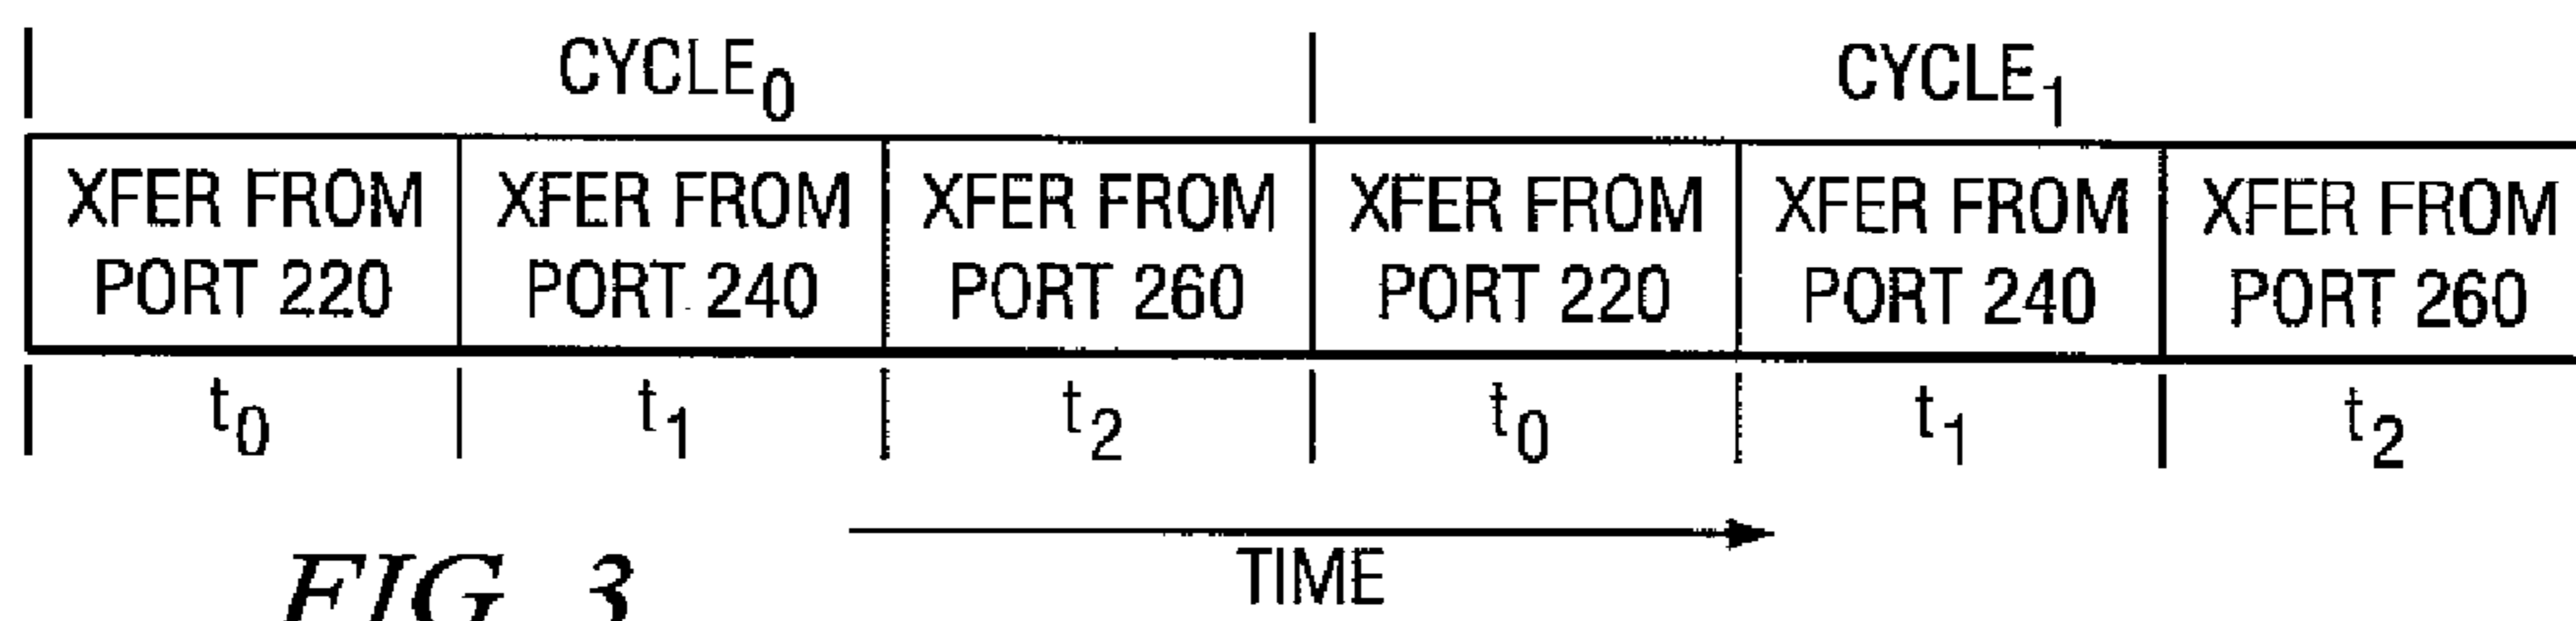 CYCLE₀ CYCLE₁
XFER FROM XFER FROM XFER FROM XFER FROM XFER FROM XFER FROM
PORT 220 PORT 240 PORT 260 PORT 220 PORT 240 PORT 260
t₀ t₁ t₂ t₀ t₁ t₂
TIME
FIG. 3